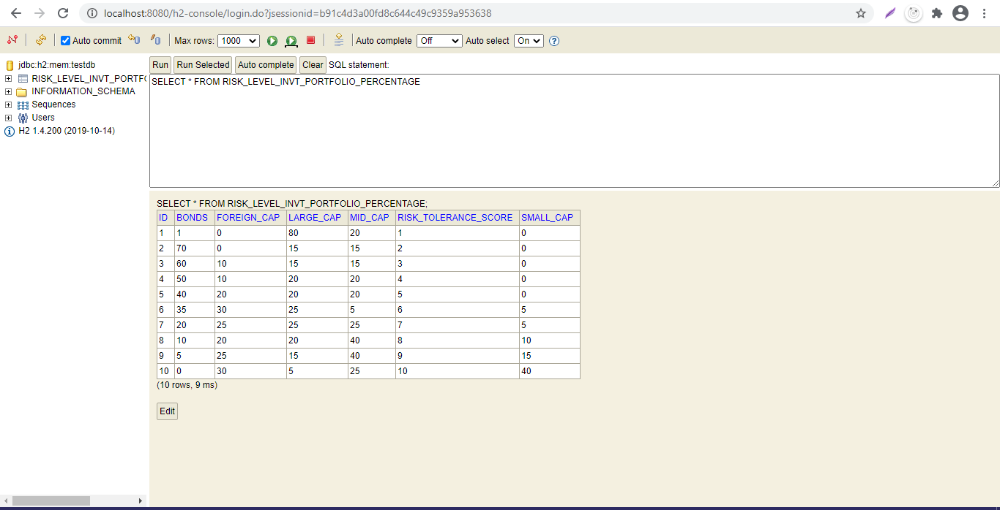 localhost:8080/h2-console/login.do?jsessionid=b91c4d3a00fd8c644c49c9359a953638
Auto commit Max rows: 1000 Auto complete Off Auto select On ?
jdbc:h2:mem:testdb
RISK_LEVEL_INVT_PORTF
INFORMATION_SCHEMA
Sequences
Users
H2 1.4.200 (2019-10-14)
Run Run Selected Auto complete Clear SQL statement:
SELECT * FROM RISK_LEVEL_INVT_PORTFOLIO_PERCENTAGE
SELECT * FROM RISK_LEVEL_INVT_PORTFOLIO_PERCENTAGE;
ID BONDS FOREIGN_CAP LARGE_CAP MID_CAP RISK_TOLERANCE_SCORE SMALL_CAP
1 1 0 80 20 1 0
2 70 0 15 15 2 0
3 60 10 15 15 3 0
4 50 10 20 20 4 0
5 40 20 20 20 5 0
6 35 30 25 5 6 5
7 20 25 25 25 7 5
8 10 20 20 40 8 10
9 5 25 15 40 9 15
10 0 30 5 25 10 40
(10 rows, 9 ms)
Edit